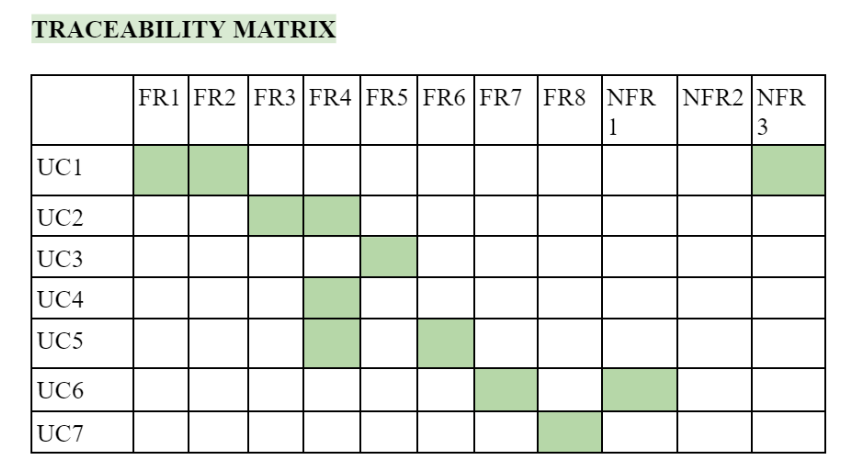 TRACEABILITY MATRIX
FR1 FR2 FR3 FR4 FR5 FR6 FR7 FR8 NFR 1 NFR2 NFR 3
UC1
UC2
UC3
UC4
UC5
UC6
UC7